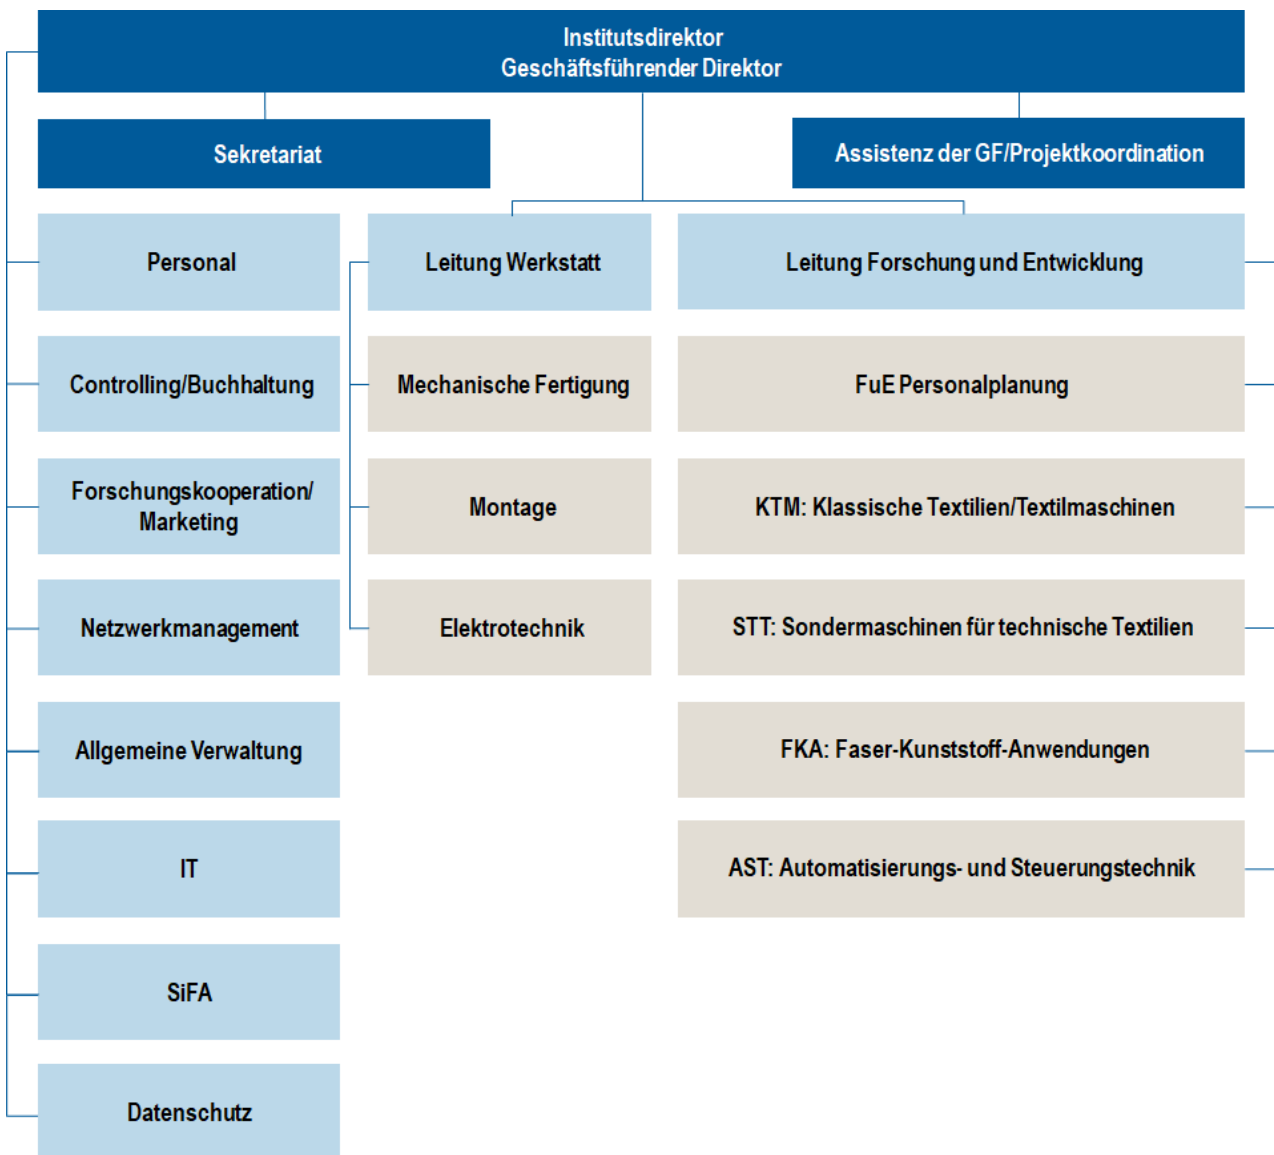 Institutsdirektor
Geschäftsführender Direktor
Sekretariat
Assistenz der GF/Projektkoordination
Personal
Leitung Werkstatt
Leitung Forschung und Entwicklung
Controlling/Buchhaltung
Mechanische Fertigung
FuE Personalplanung
Forschungskooperation/
Marketing
Montage
KTM: Klassische Textilien/Textilmaschinen
Netzwerkmanagement
Elektrotechnik
STT: Sondermaschinen für technische Textilien
Allgemeine Verwaltung
FKA: Faser-Kunststoff-Anwendungen
IT
AST: Automatisierungs- und Steuerungstechnik
SiFA
Datenschutz